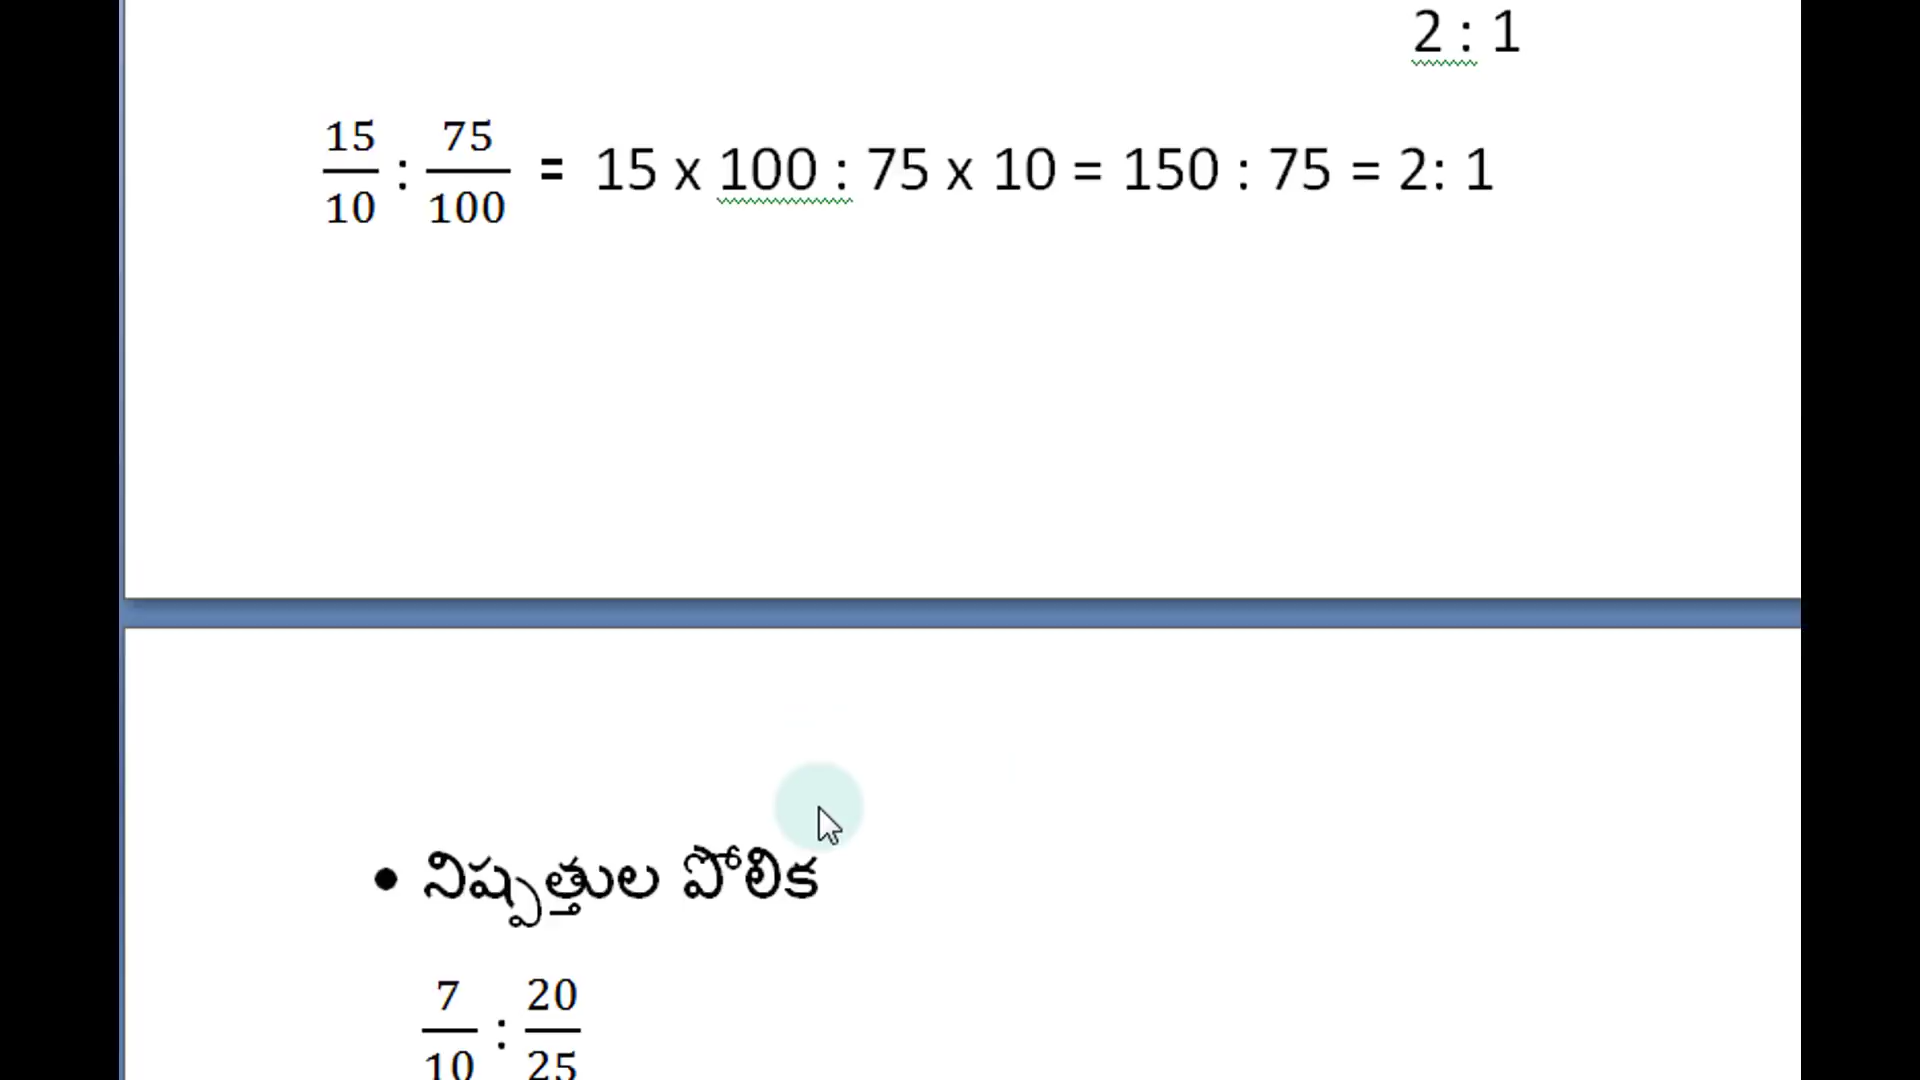 2 : 1
15/10 : 75/100 = 15 x 100 : 75 x 10 = 150 : 75 = 2: 1
• నిష్పత్తుల పోలిక
7/10 : 20/25